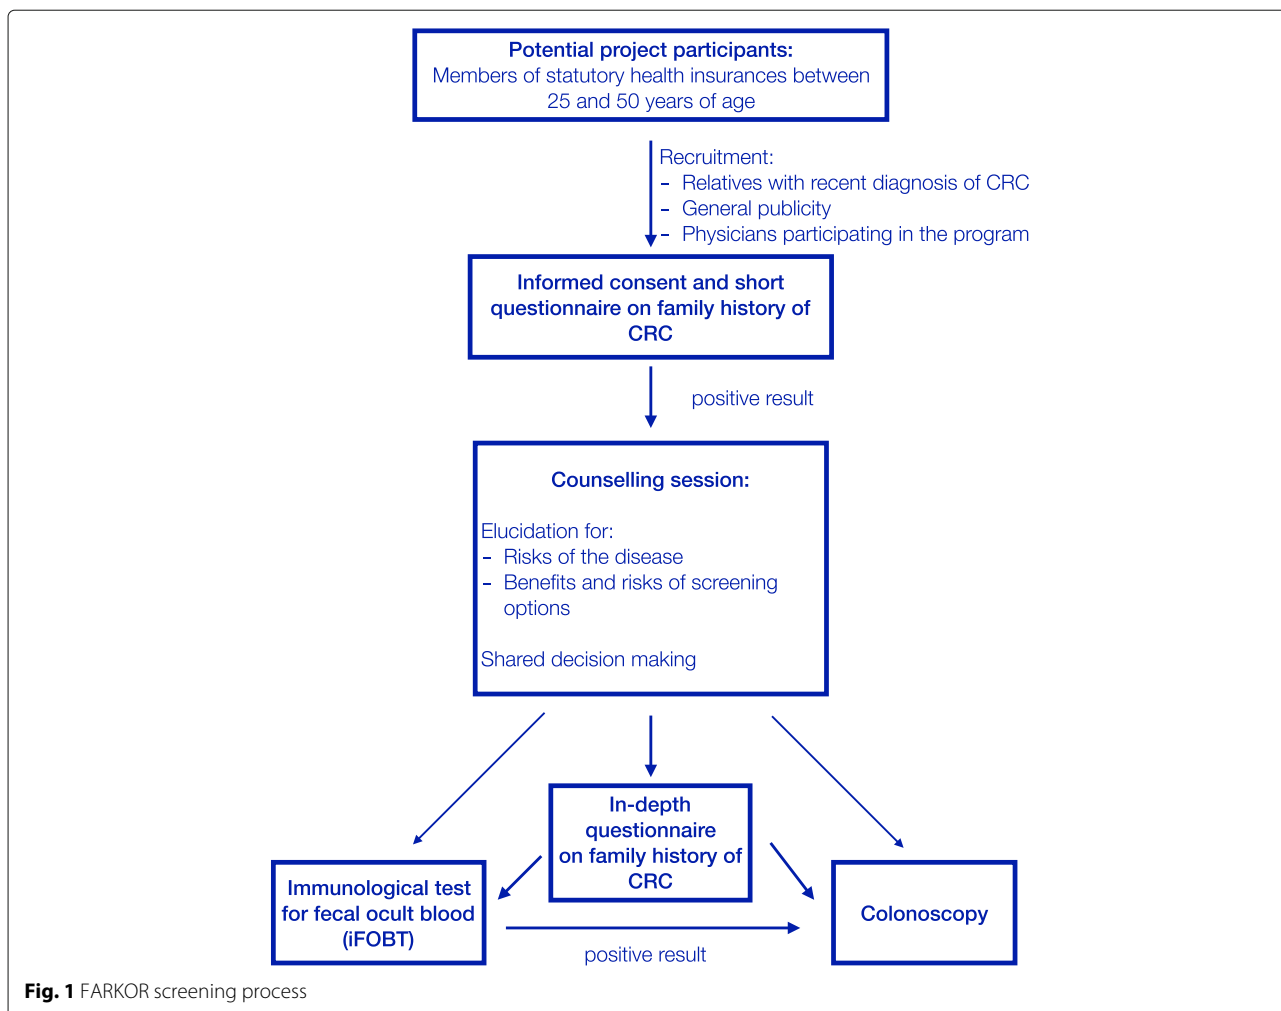 Potential project participants:
Members of statutory health insurances between
25 and 50 years of age
Recruitment:
- Relatives with recent diagnosis of CRC
- General publicity
- Physicians participating in the program
Informed consent and short
questionnaire on family history of
CRC
positive result
Counselling session:
Elucidation for:
- Risks of the disease
- Benefits and risks of screening
options
Shared decision making
In-depth
questionnaire
on family history of
CRC
Immunological test
for fecal ocult blood
(iFOBT)
positive result
Colonoscopy
Fig. 1 FARKOR screening process